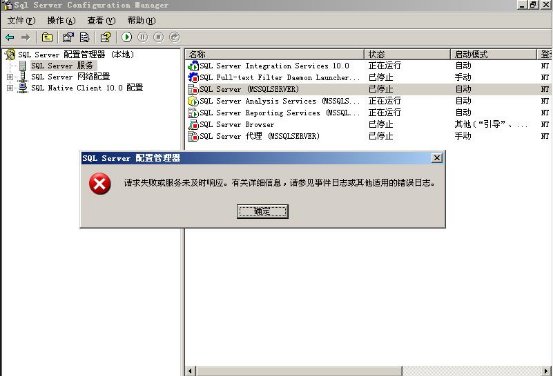 Sql Server Configuration Manager
文件(F) 操作(A) 查看(V) 帮助(H)
SQL Server 配置管理器 (本地)
SQL Server 服务
SQL Server 网络配置
SQL Native Client 10.0 配置
名称 状态 启动模式 登
SQL Server Integration Services 10.0 正在运行 自动 NT
SQL Full-text Filter Daemon Launcher... 已停止 手动 NT
SQL Server (MSSQLSERVER) 已停止 自动 NT
SQL Server Analysis Services (MSSQLS... 正在运行 自动 NT
SQL Server Reporting Services (MSSQL... 已停止 自动 NT
SQL Server Browser 已停止 其他("引导"、... NT
SQL Server 代理 (MSSQLSERVER) 已停止 手动 NT
SQL Server 配置管理器
请求失败或服务未及时响应。有关详细信息，请参见事件日志或其他适用的错误日志。
确定